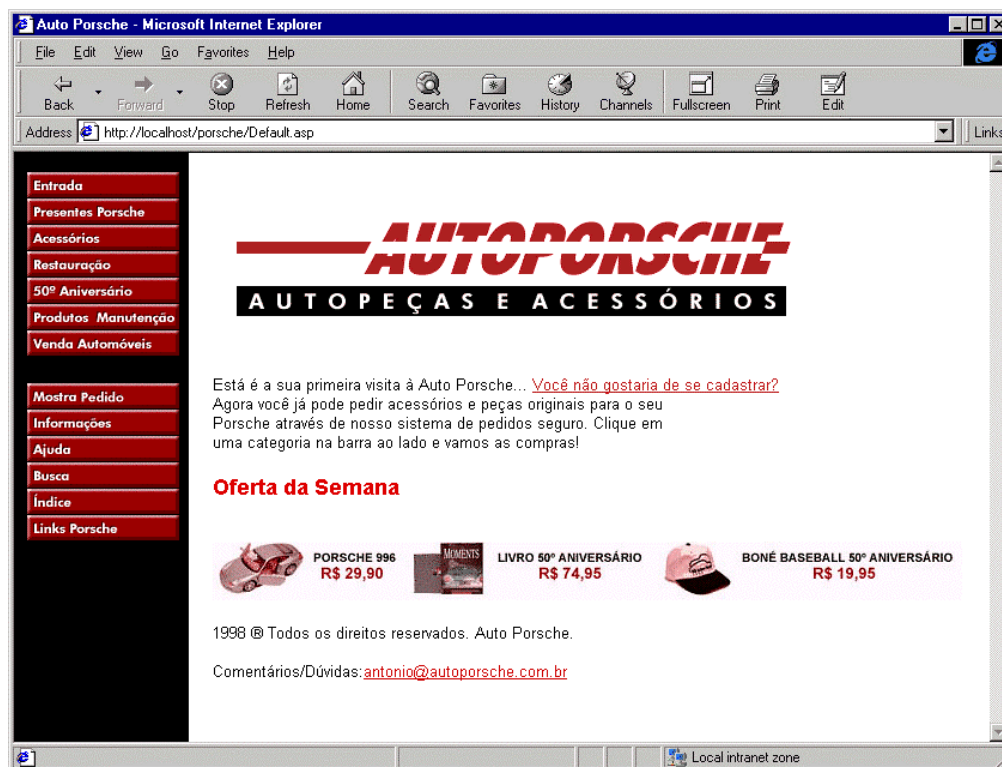 Auto Porsche - Microsoft Internet Explorer
File Edit View Go Favorites Help
Back Forward Stop Refresh Home Search Favorites History Channels Fullscreen Print Edit
Address http://localhost/porsche/Default.asp Links
Entrada
Presentes Porsche
Acessórios
Restauração
50º Aniversário
Produtos Manutenção
Venda Automóveis
Mostra Pedido
Informações
Ajuda
Busca
Índice
Links Porsche
AUTOPORSCHE
AUTOPEÇAS E ACESSÓRIOS
Está é a sua primeira visita à Auto Porsche... Você não gostaria de se cadastrar?
Agora você já pode pedir acessórios e peças originais para o seu
Porsche através de nosso sistema de pedidos seguro. Clique em
uma categoria na barra ao lado e vamos as compras!
Oferta da Semana
PORSCHE 996
R$ 29,90
MOMENTS
LIVRO 50º ANIVERSÁRIO
R$ 74,95
BONÉ BASEBALL 50º ANIVERSÁRIO
R$ 19,95
1998 ® Todos os direitos reservados. Auto Porsche.
Comentários/Dúvidas:antonio@autoporsche.com.br
Local intranet zone